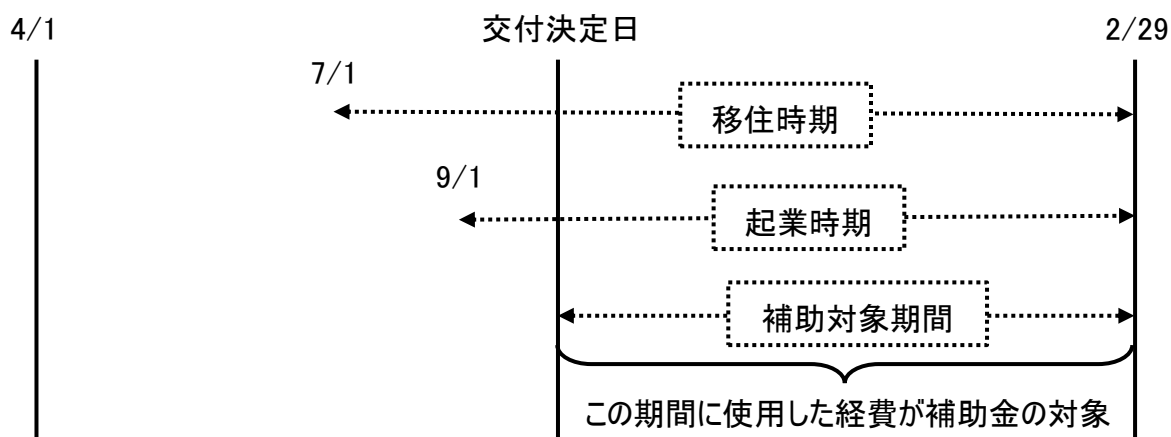 4/1
交付決定日
2/29
7/1
移住時期
9/1
起業時期
補助対象期間
この期間に使用した経費が補助金の対象